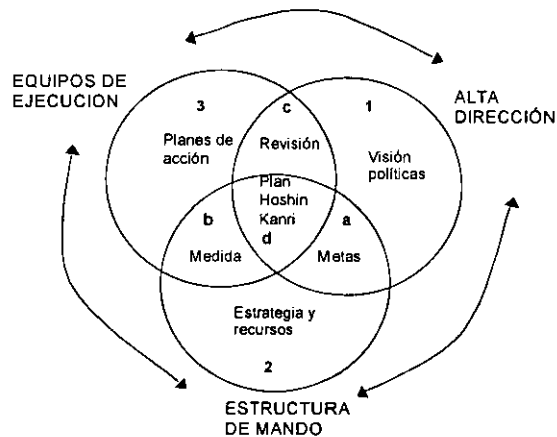 EQUIPOS DE
EJECUCION
ALTA
DIRECCIÓN
3
c
1
Planes de
acción
Revisión
Visión
políticas
Plan
Hoshin
Kanri
b
d
a
Medida
Metas
Estrategia y
recursos
2
ESTRUCTURA
DE MANDO